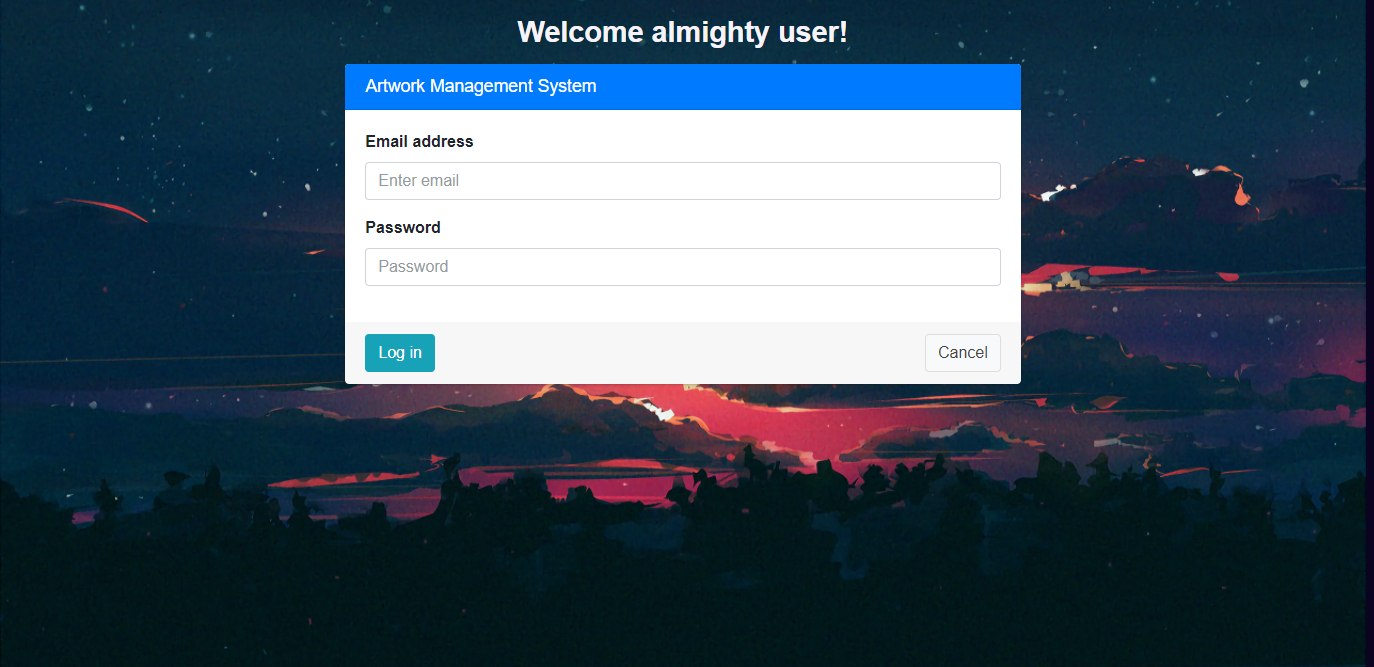 Welcome almighty user!
Artwork Management System
Email address
Enter email
Password
Password
Log in
Cancel